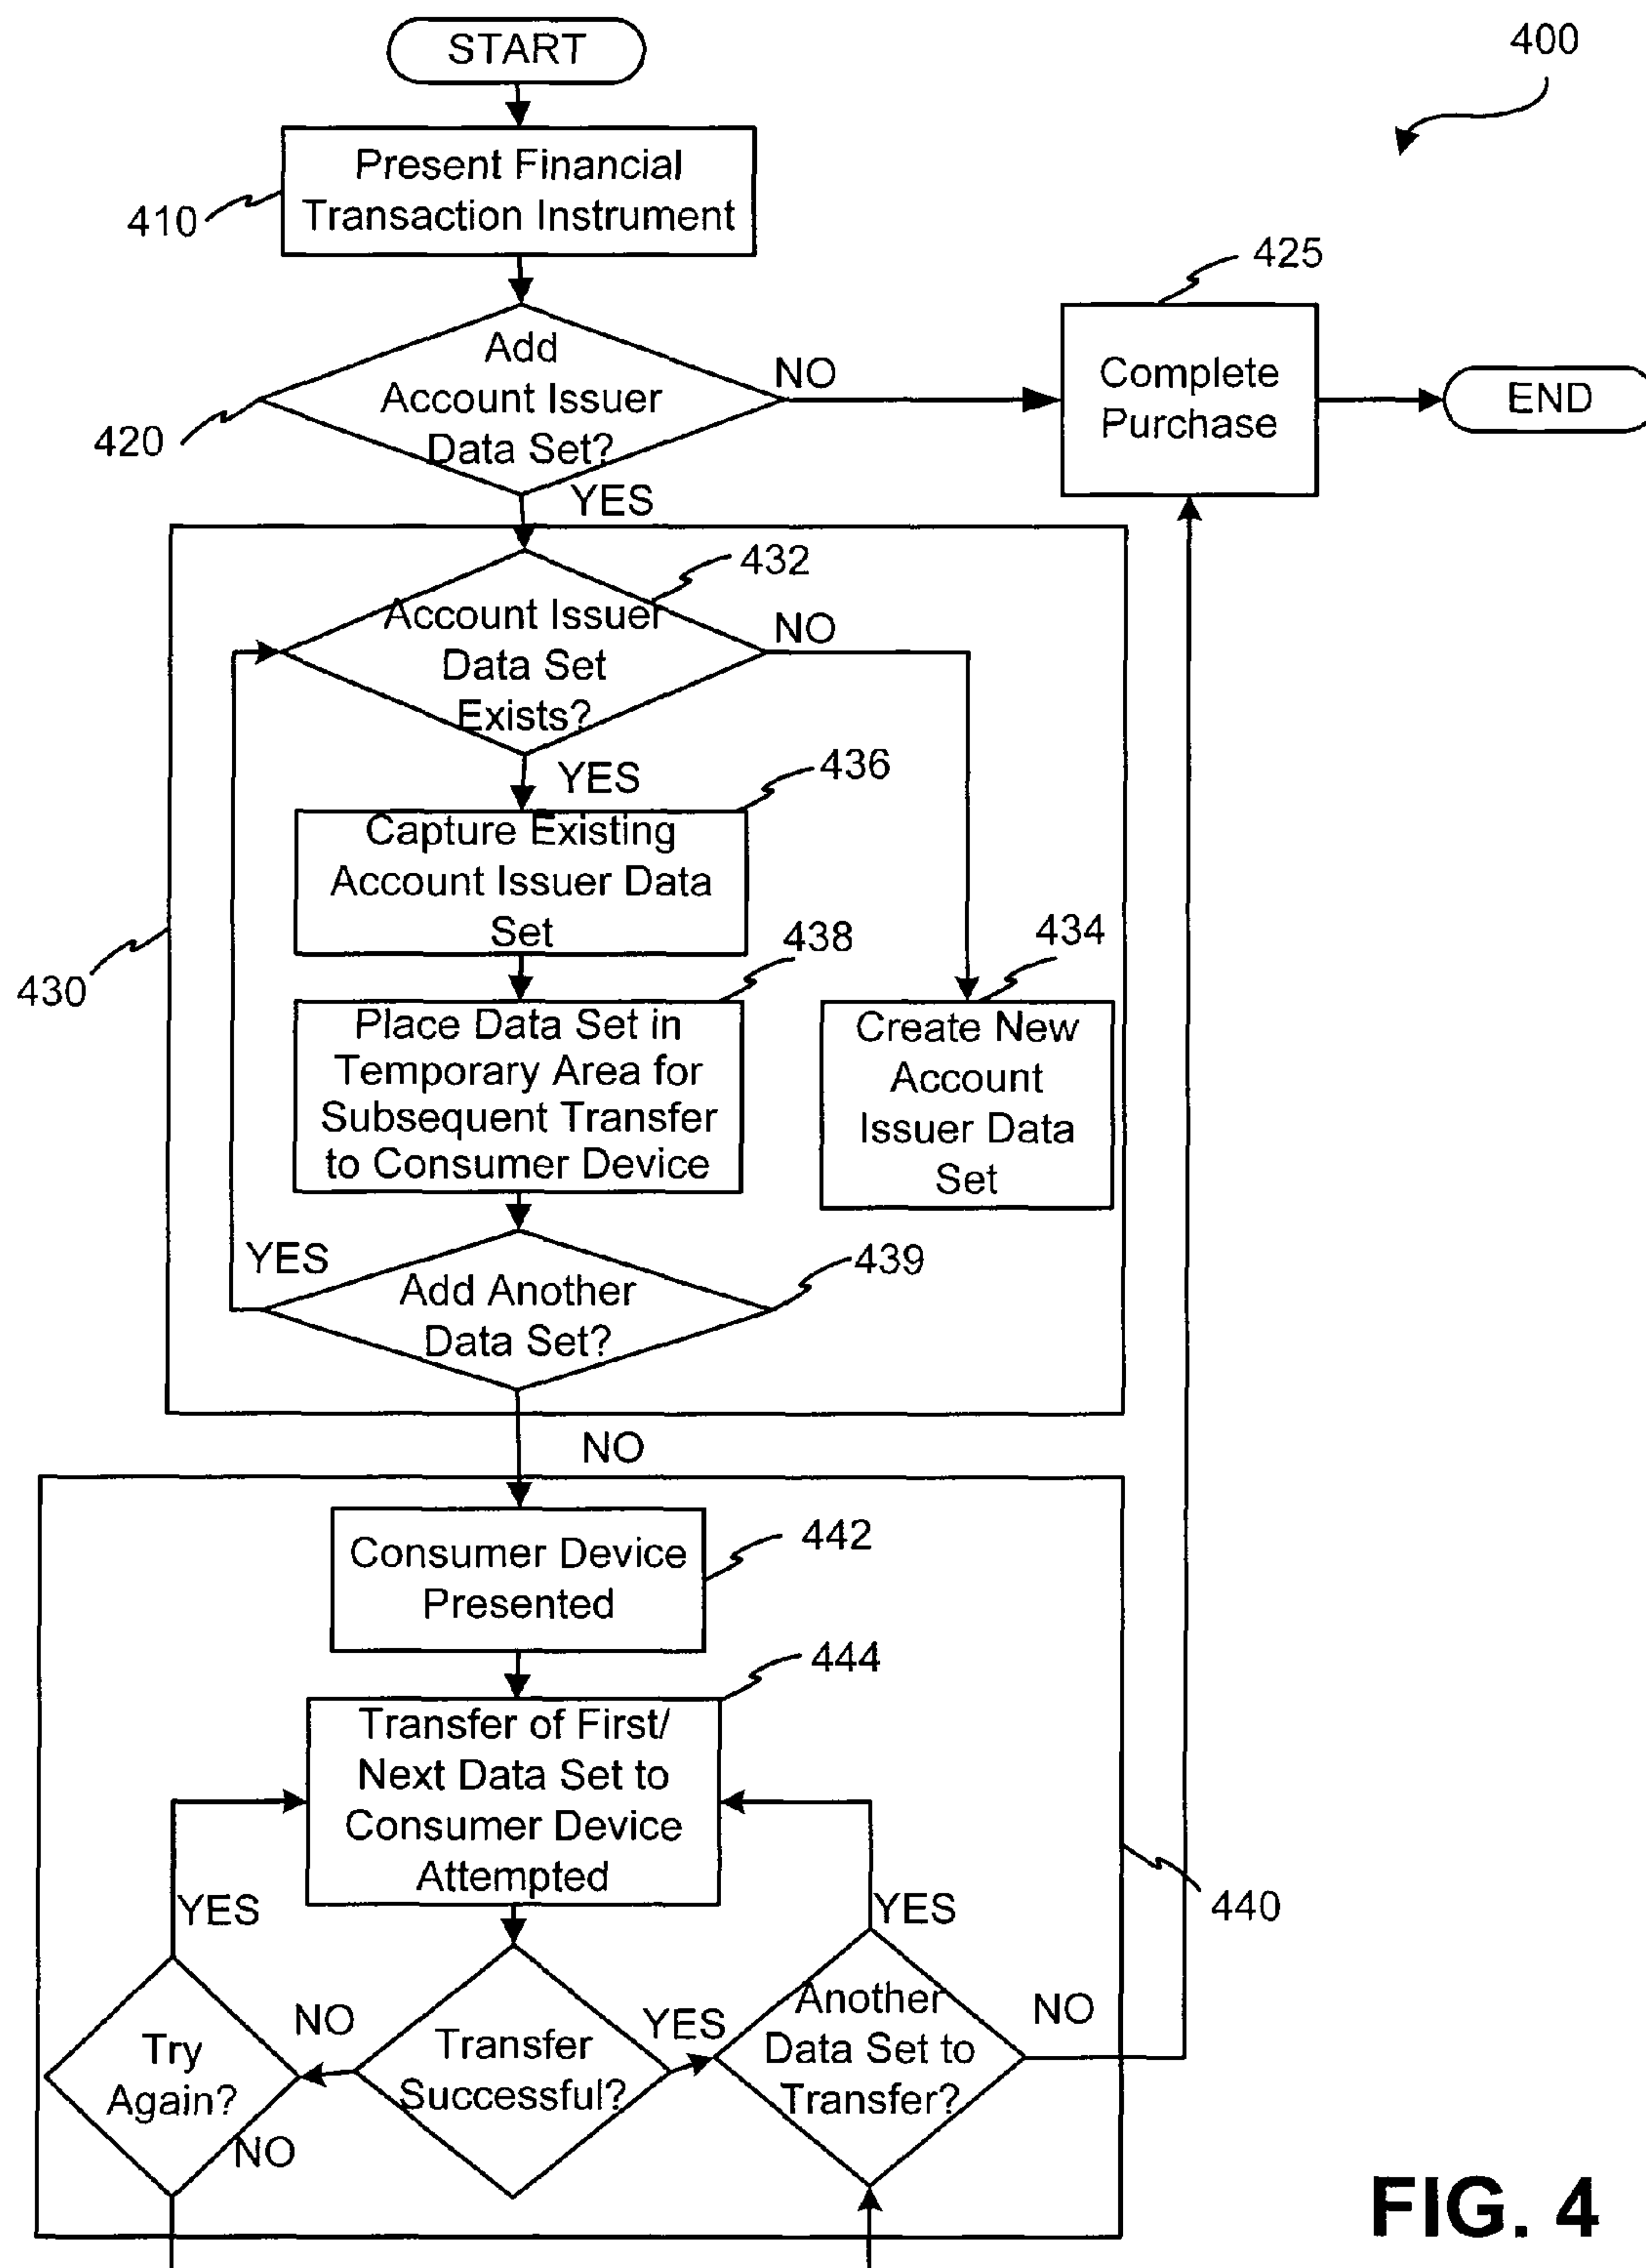 START
400
Present Financial
Transaction Instrument
410
425
Add
Account Issuer
Data Set?
NO
420
Complete
Purchase
END
YES
432
Account Issuer
Data Set
Exists?
NO
YES
436
Capture Existing
Account Issuer Data
Set
430
438
434
Place Data Set in
Temporary Area for
Subsequent Transfer
to Consumer Device
Create New
Account
Issuer Data
Set
YES
439
Add Another
Data Set?
NO
442
Consumer Device
Presented
444
Transfer of First/
Next Data Set to
Consumer Device
Attempted
YES
YES
440
Try
Again?
NO
NO
Transfer
Successful?
YES
Another
Data Set to
Transfer?
NO
FIG. 4